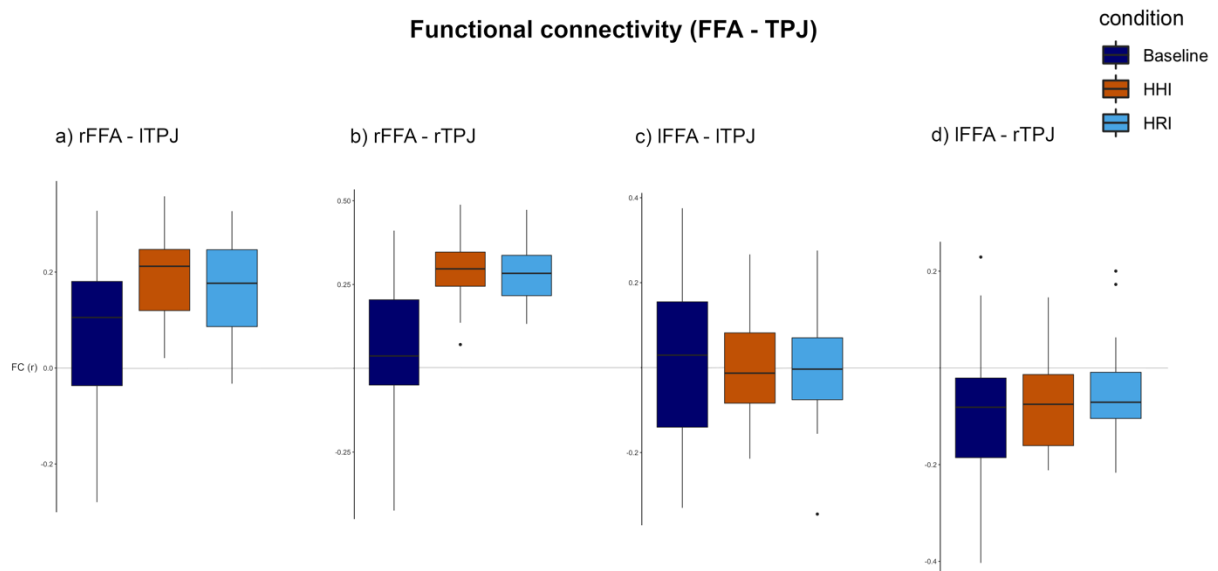 Functional connectivity (FFA - TPJ)
condition
Baseline
HHI
HRI
a) rFFA - lTPJ
b) rFFA - rTPJ
c) lFFA - lTPJ
d) lFFA - rTPJ
FC (r)
0.2
0.0
-0.2
0.50
0.25
-0.25
0.4
0.2
-0.2
0.2
-0.2
-0.4